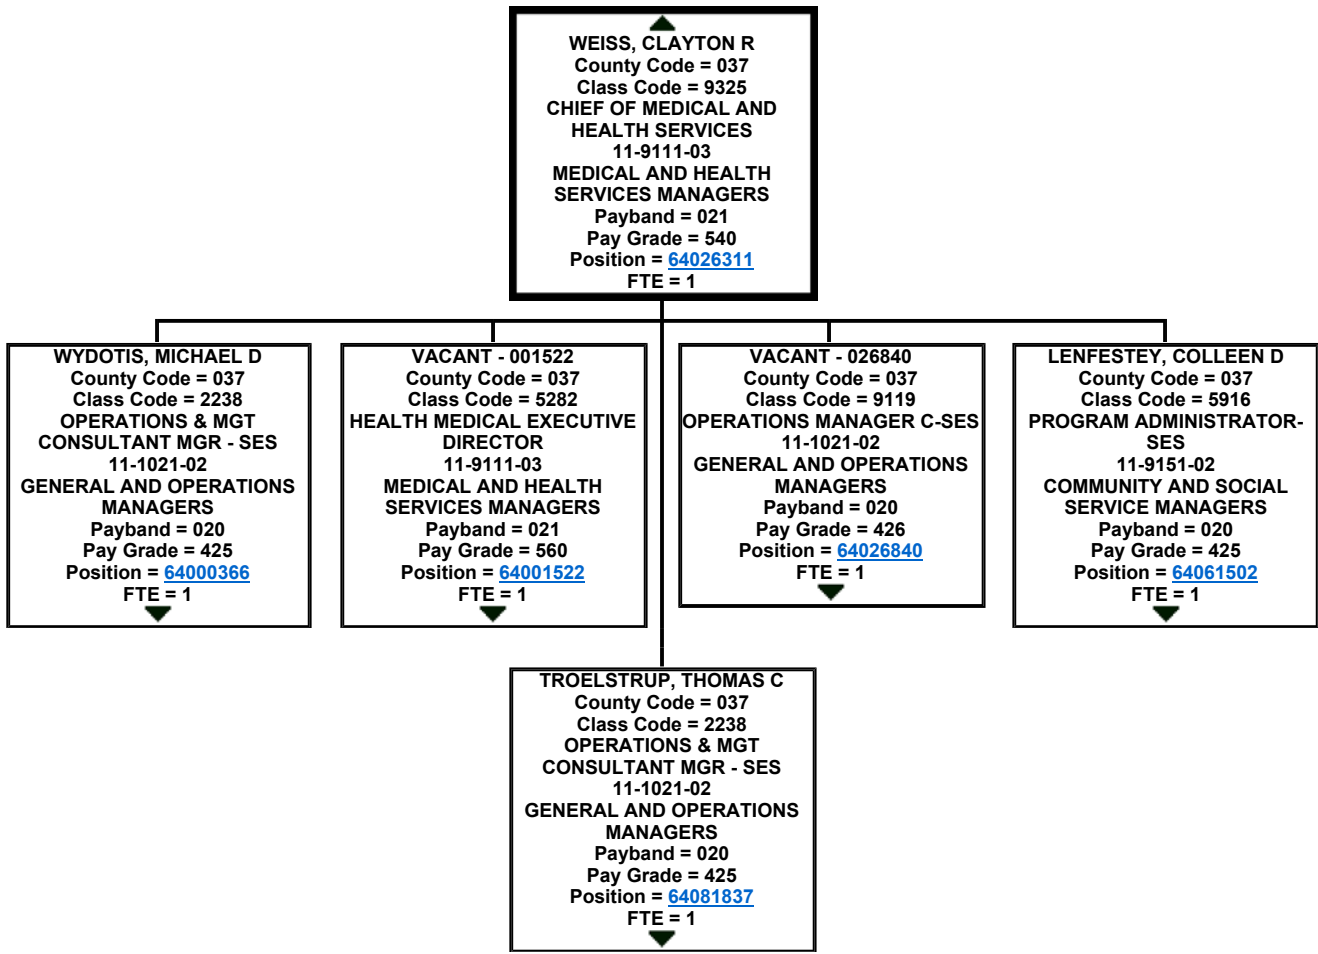 WEISS, CLAYTON R
County Code = 037
Class Code = 9325
CHIEF OF MEDICAL AND
HEALTH SERVICES
11-9111-03
MEDICAL AND HEALTH
SERVICES MANAGERS
Payband = 021
Pay Grade = 540
Position = 64026311
FTE = 1
WYDOTIS, MICHAEL D
County Code = 037
Class Code = 2238
OPERATIONS & MGT
CONSULTANT MGR - SES
11-1021-02
GENERAL AND OPERATIONS
MANAGERS
Payband = 020
Pay Grade = 425
Position = 64000366
FTE = 1
VACANT - 001522
County Code = 037
Class Code = 5282
HEALTH MEDICAL EXECUTIVE
DIRECTOR
11-9111-03
MEDICAL AND HEALTH
SERVICES MANAGERS
Payband = 021
Pay Grade = 560
Position = 64001522
FTE = 1
VACANT - 026840
County Code = 037
Class Code = 9119
OPERATIONS MANAGER C-SES
11-1021-02
GENERAL AND OPERATIONS
MANAGERS
Payband = 020
Pay Grade = 426
Position = 64026840
FTE = 1
LENFESTEY, COLLEEN D
County Code = 037
Class Code = 5916
PROGRAM ADMINISTRATOR-
SES
11-9151-02
COMMUNITY AND SOCIAL
SERVICE MANAGERS
Payband = 020
Pay Grade = 425
Position = 64061502
FTE = 1
TROELSTRUP, THOMAS C
County Code = 037
Class Code = 2238
OPERATIONS & MGT
CONSULTANT MGR - SES
11-1021-02
GENERAL AND OPERATIONS
MANAGERS
Payband = 020
Pay Grade = 425
Position = 64081837
FTE = 1